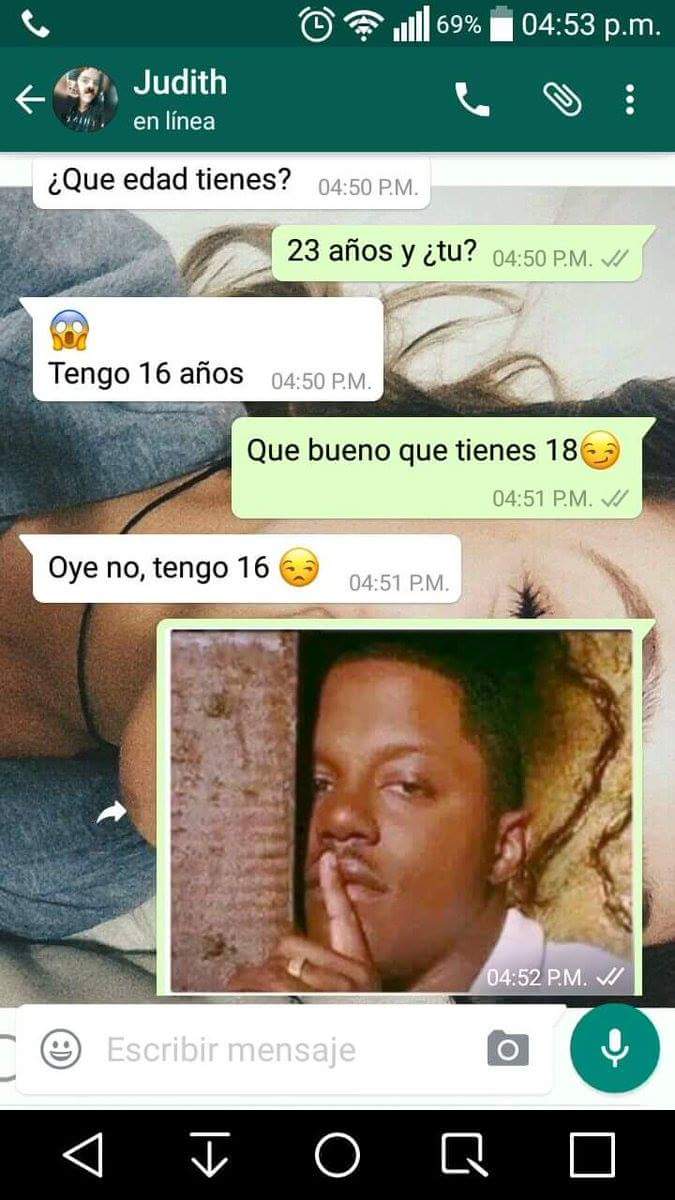 69% 04:53 p.m.
Judith
en línea
¿Que edad tienes? 04:50 P.M.
23 años y ¿tu? 04:50 P.M.
😱
Tengo 16 años 04:50 P.M.
Que bueno que tienes 18😏
04:51 P.M.
Oye no, tengo 16 😒 04:51 P.M.
04:52 P.M.
Escribir mensaje